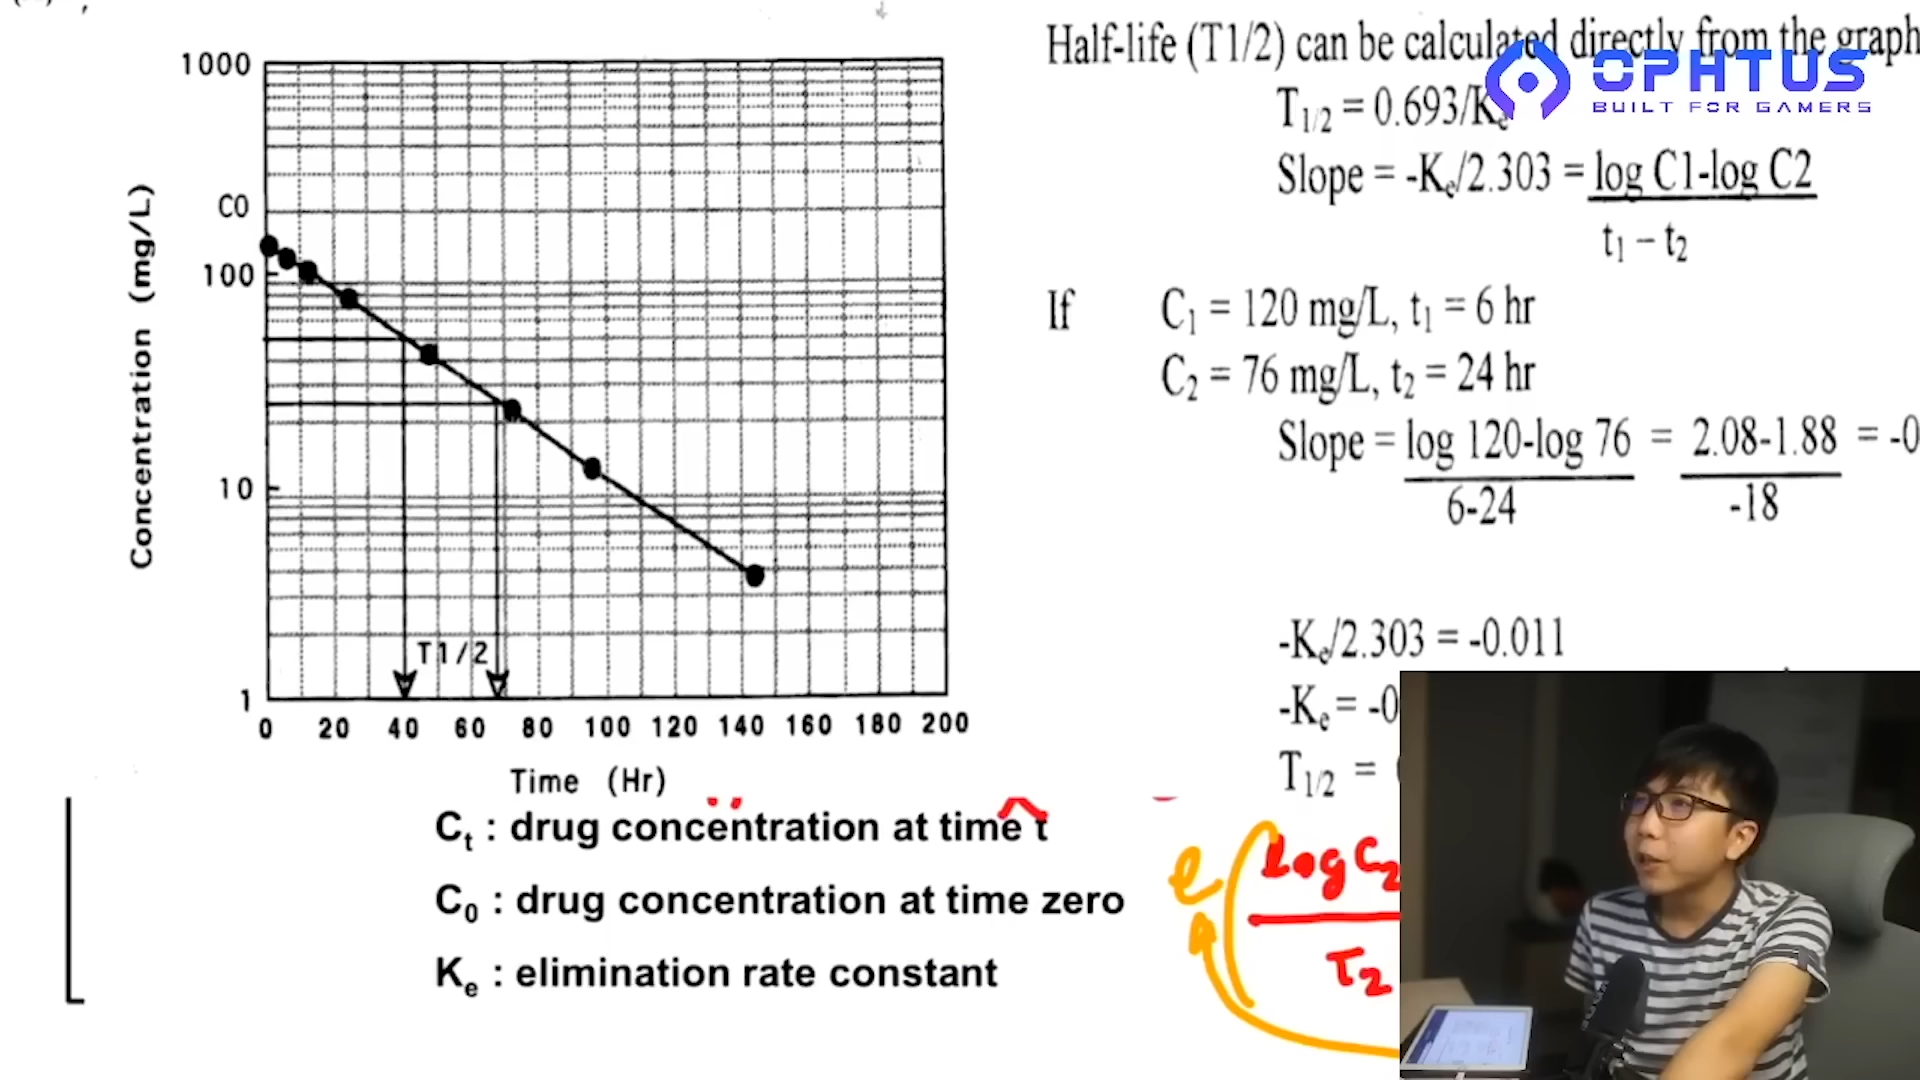 1000
C0
100
10
1
Concentration (mg/L)
T1/2
0 20 40 60 80 100 120 140 160 180 200
Time (Hr)
Half-life (T1/2) can be calculated directly from the graph
T1/2 = 0.693/Ke
Slope = -Ke/2.303 = log C1-log C2
t1 – t2
If C1 = 120 mg/L, t1 = 6 hr
C2 = 76 mg/L, t2 = 24 hr
Slope = log 120-log 76 = 2.08-1.88 = -0
6-24 -18
-Ke/2.303 = -0.011
-Ke = -0
T1/2 =
OPHTUS
BUILT FOR GAMERS
Ct : drug concentration at time t
C0 : drug concentration at time zero
Ke : elimination rate constant
Log C2